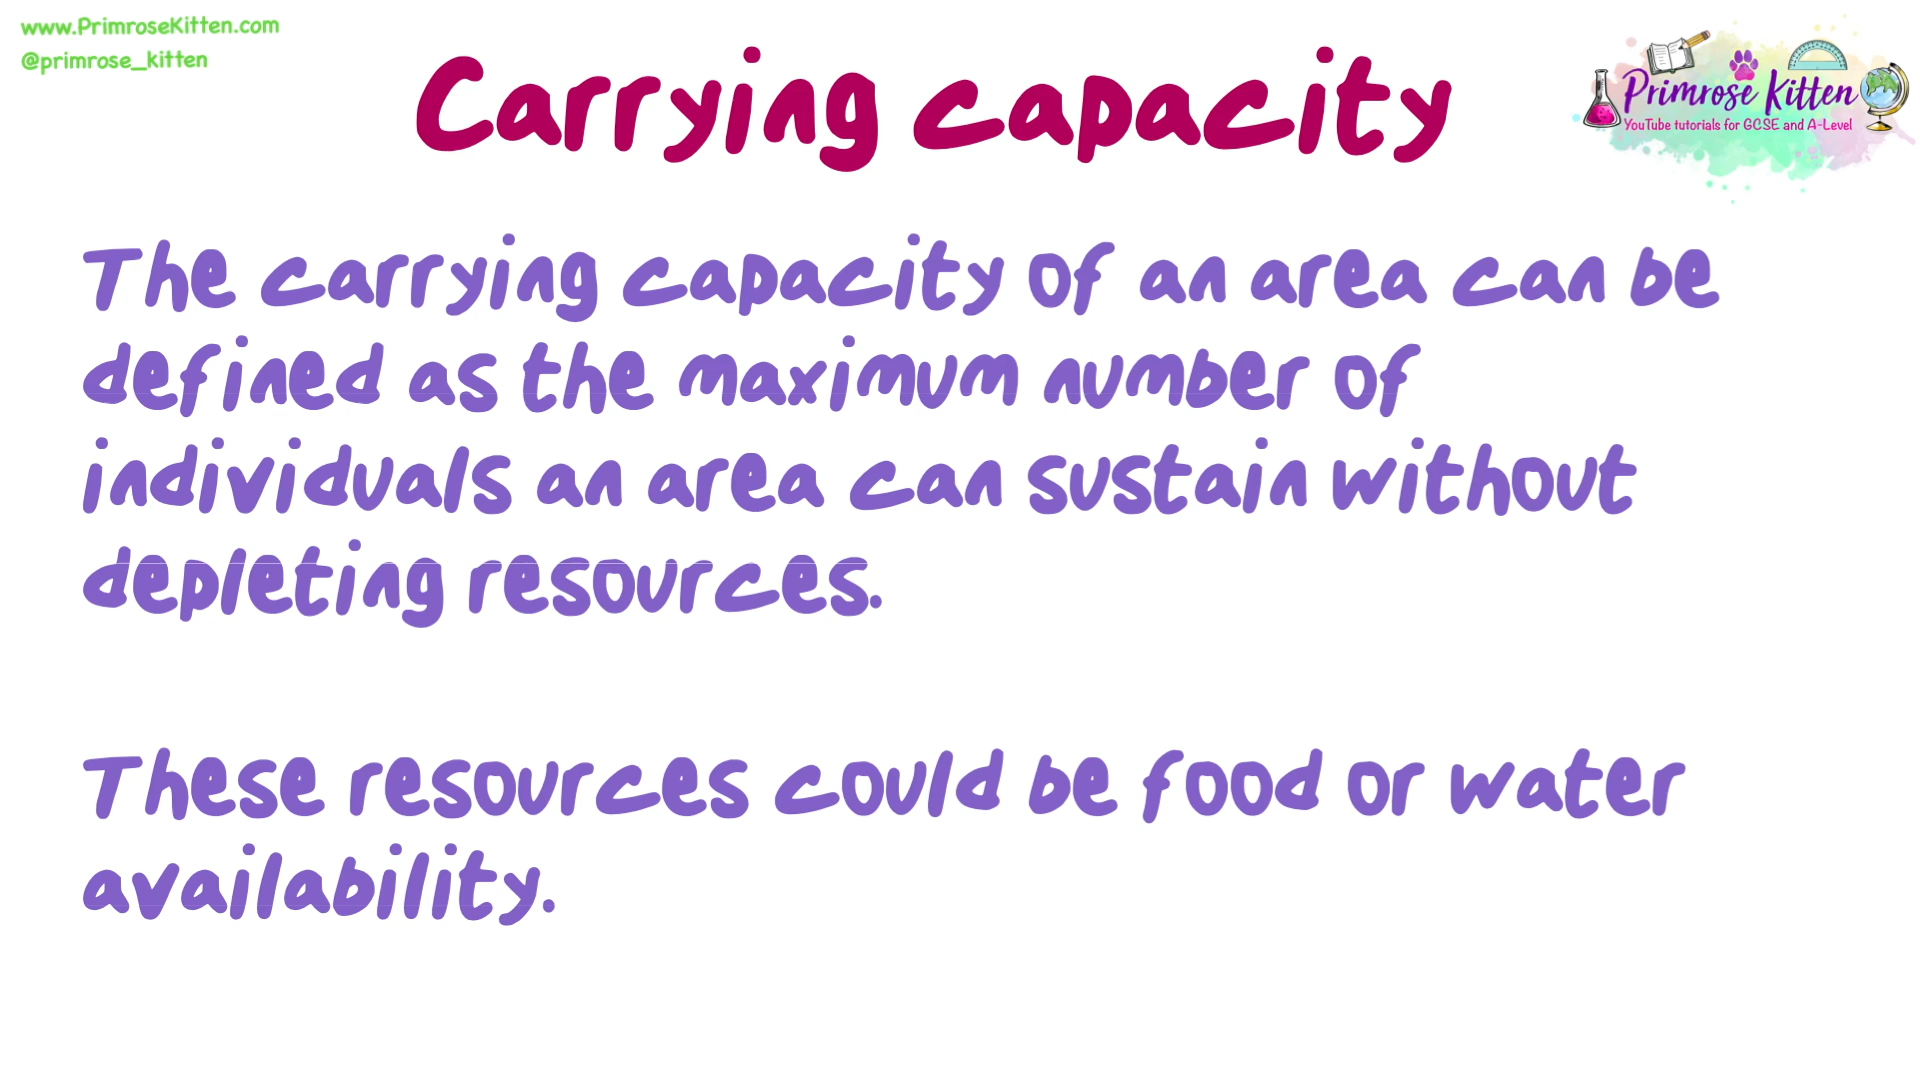 www.PrimroseKitten.com
@primrose_kitten
Carrying capacity
Primrose Kitten
YouTube tutorials for GCSE and A-Level
The carrying capacity of an area can be
defined as the maximum number of
individuals an area can sustain without
depleting resources.
These resources could be food or water
availability.